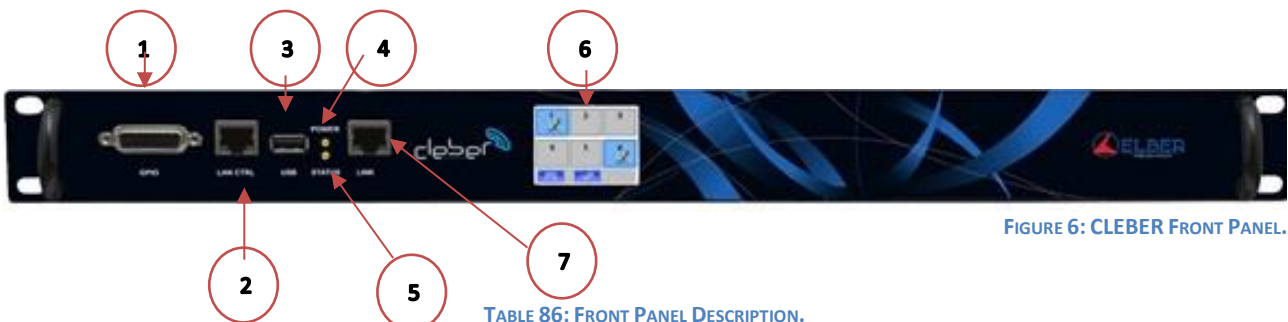 1 3 4 6
POWER
cleber
ELBER
GPIO LAN CTRL USB STATUS LINK
FIGURE 6: CLEBER FRONT PANEL.
2 5 7
TABLE 86: FRONT PANEL DESCRIPTION.